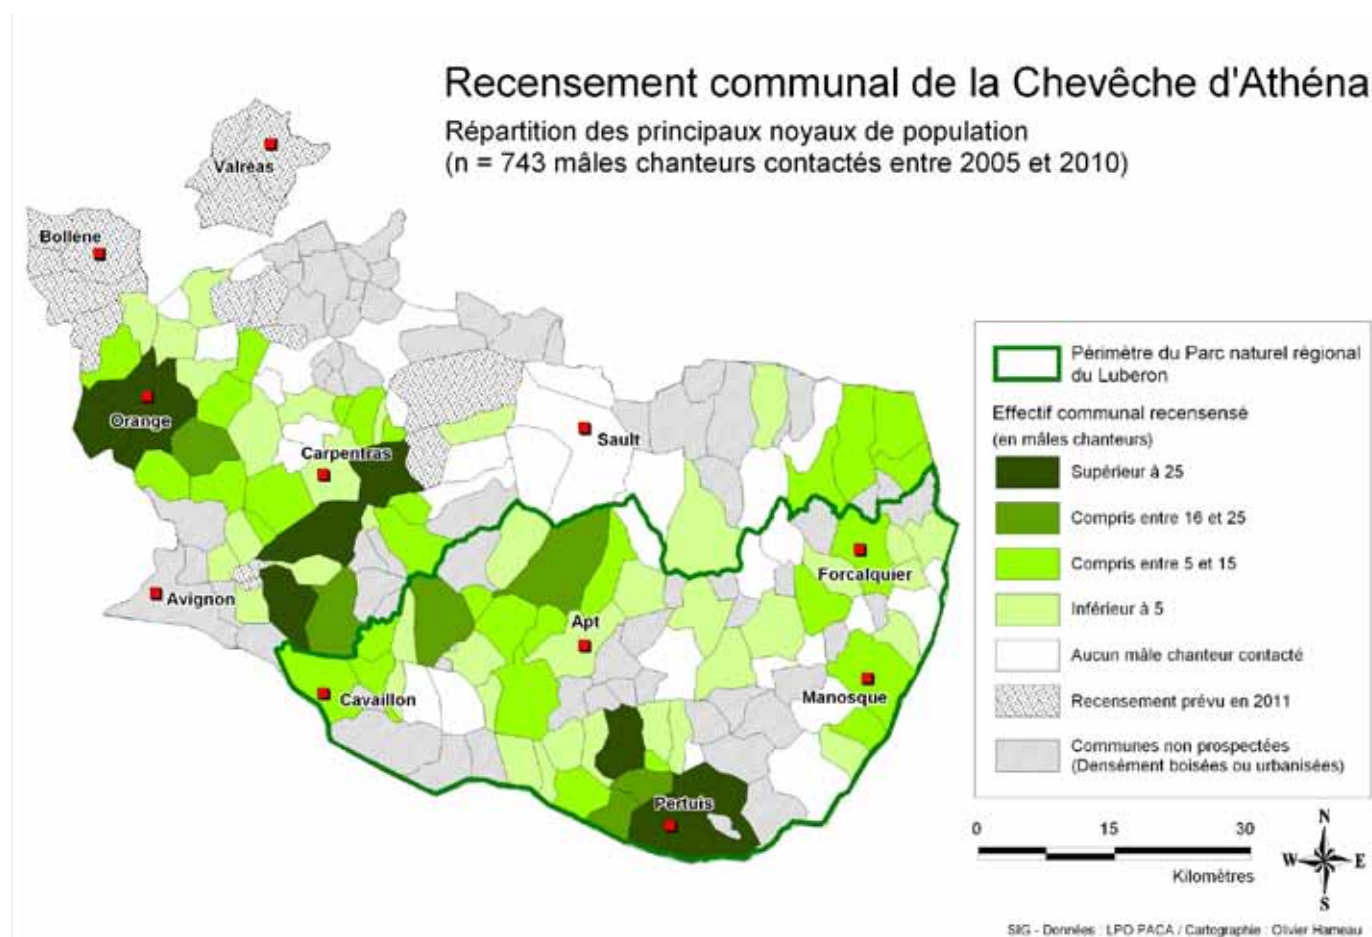 Recensement communal de la Chevêche d'Athéna
Répartition des principaux noyaux de population
(n = 743 mâles chanteurs contactés entre 2005 et 2010)
Valréas
Bollène
Orange
Carpentras
Sault
Avignon
Forcalquier
Apt
Cavaillon
Manosque
Pertuis
Périmètre du Parc naturel régional
du Luberon
Effectif communal recensensé
(en mâles chanteurs)
Supérieur à 25
Compris entre 16 et 25
Compris entre 5 et 15
Inférieur à 5
Aucun mâle chanteur contacté
Recensement prévu en 2011
Communes non prospectées
(Densément boisées ou urbanisées)
0 15 30
Kilomètres
N
W E
S
SIG - Données : LPO PACA / Cartographie : Olivier Hameau